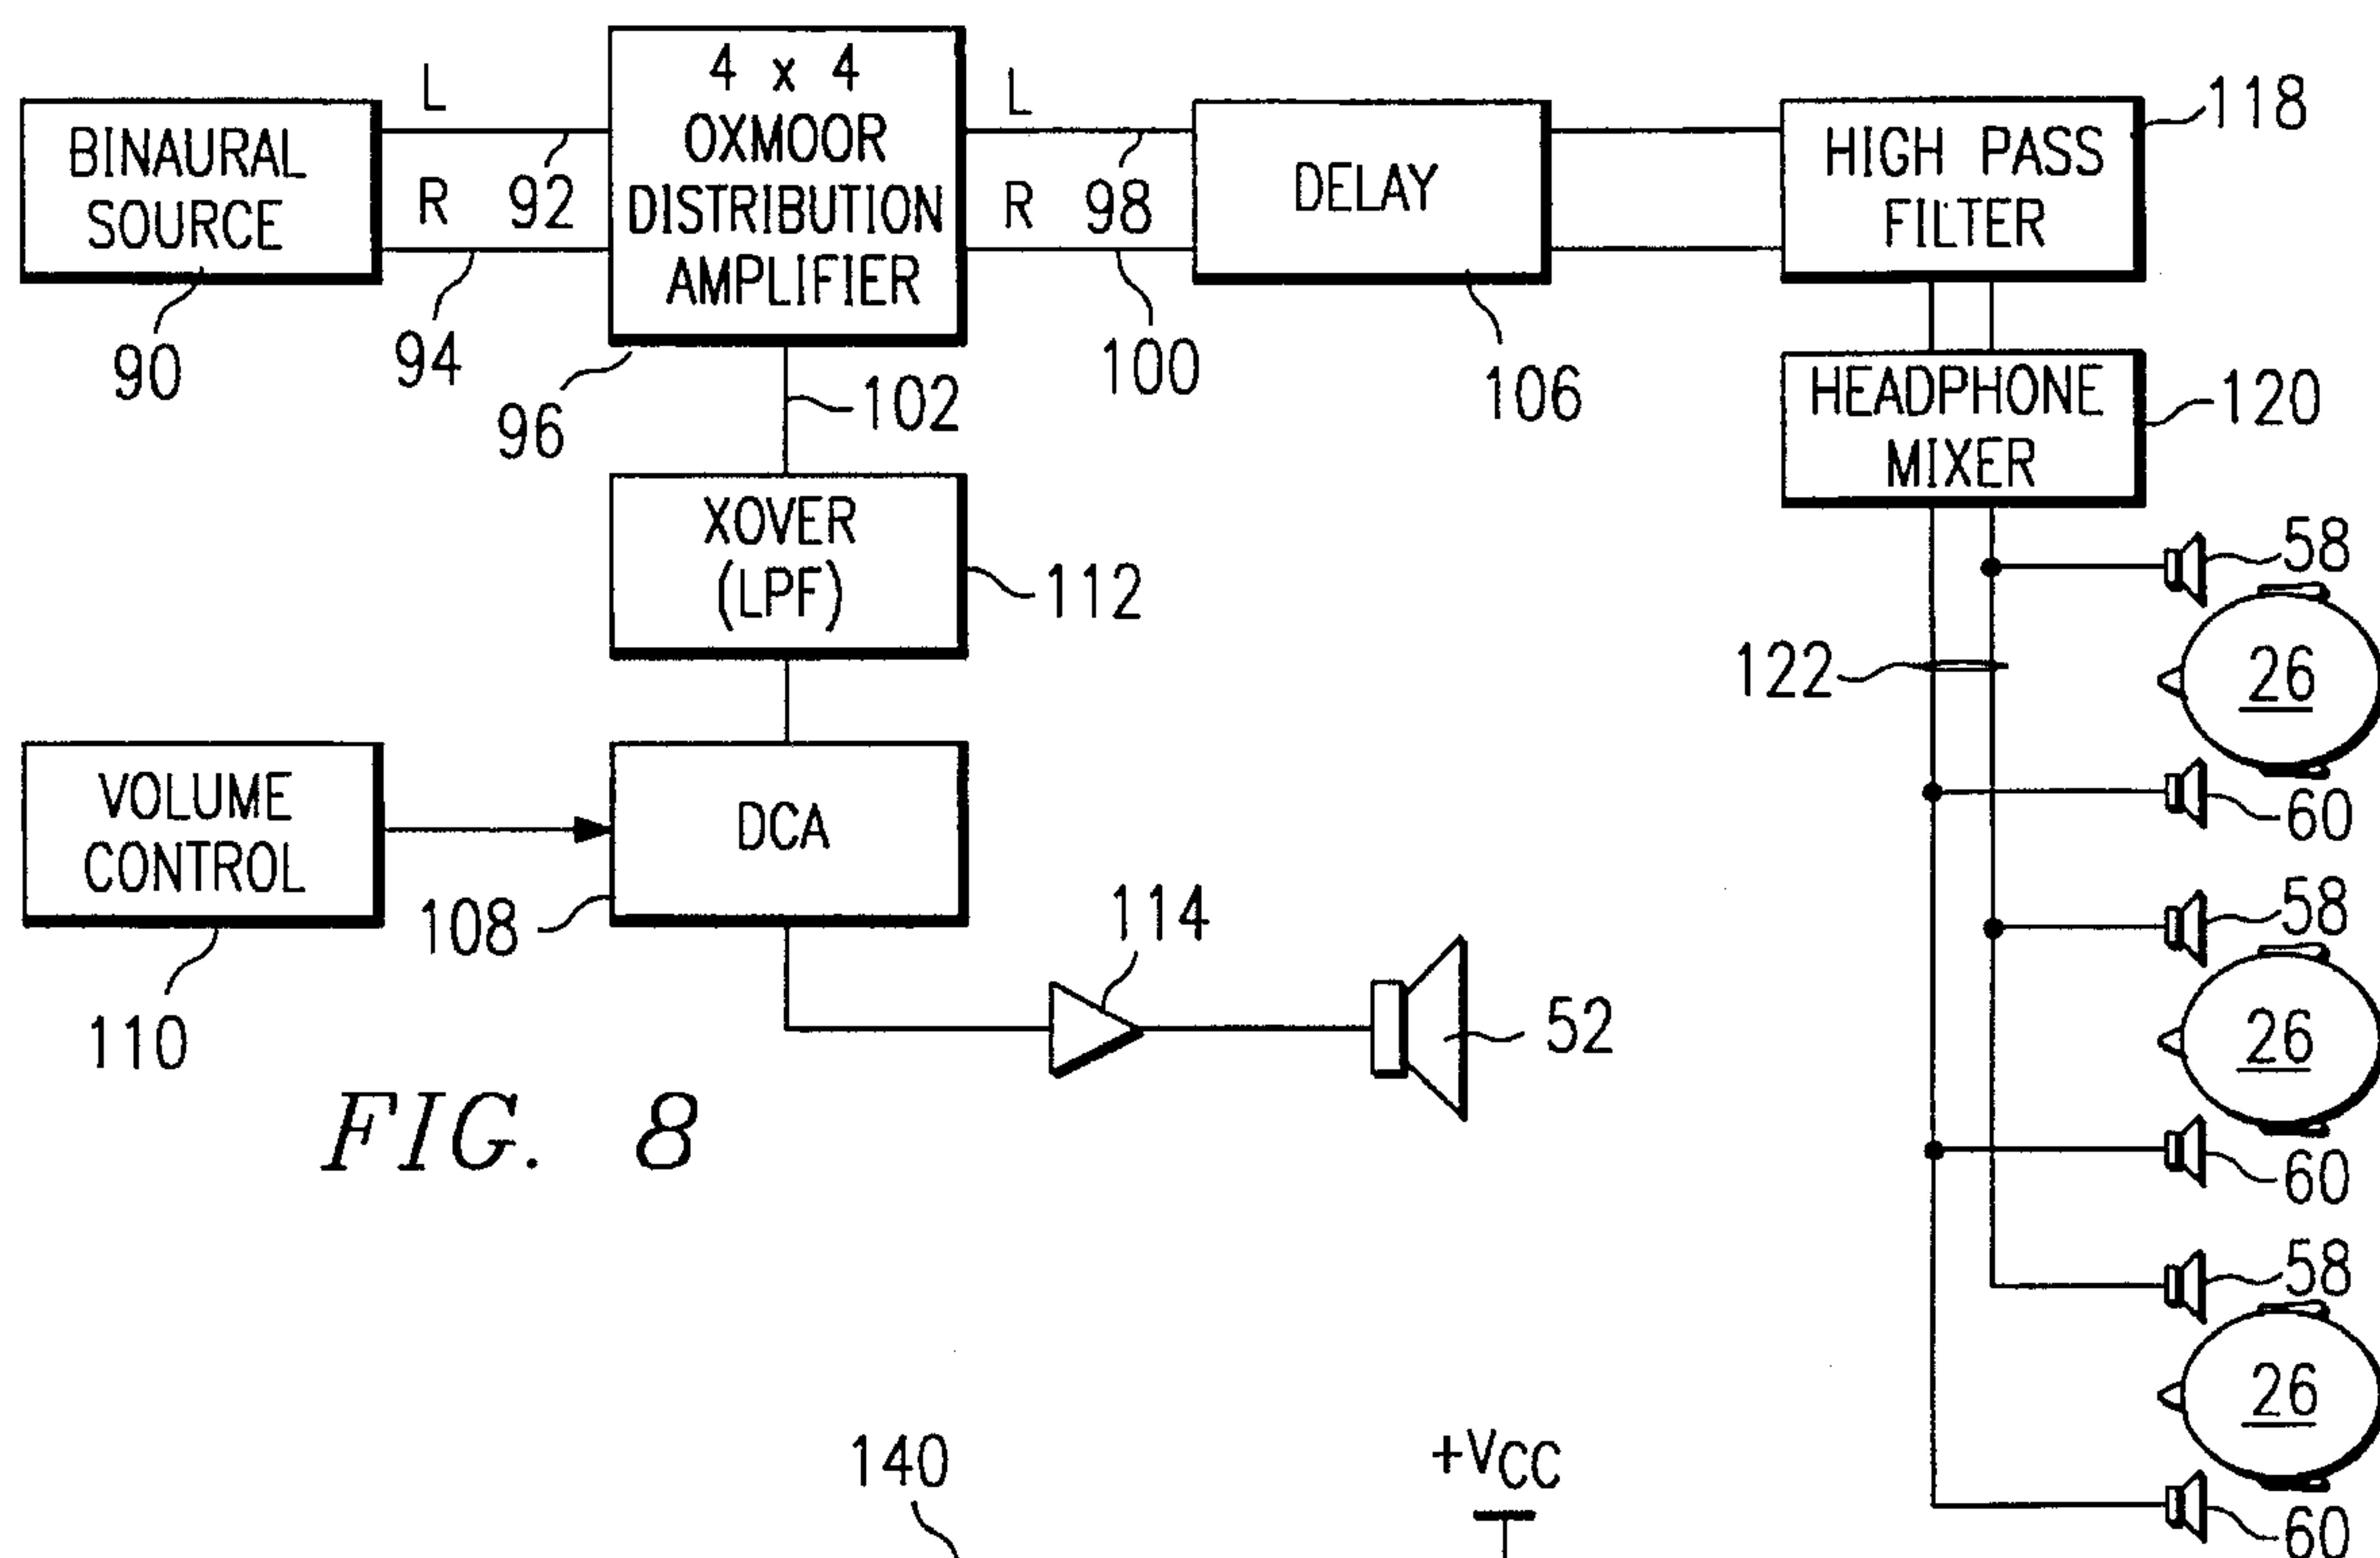 BINAURAL
SOURCE
90
L
R
92
94
4 x 4
OXMOOR
DISTRIBUTION
AMPLIFIER
96
102
L
R
98
100
DELAY
106
HIGH PASS
FILTER
118
HEADPHONE
MIXER
120
XOVER
(LPF)
112
VOLUME
CONTROL
110
DCA
108
114
52
122
58
26
60
58
26
60
58
26
60
FIG. 8
140
+VCC